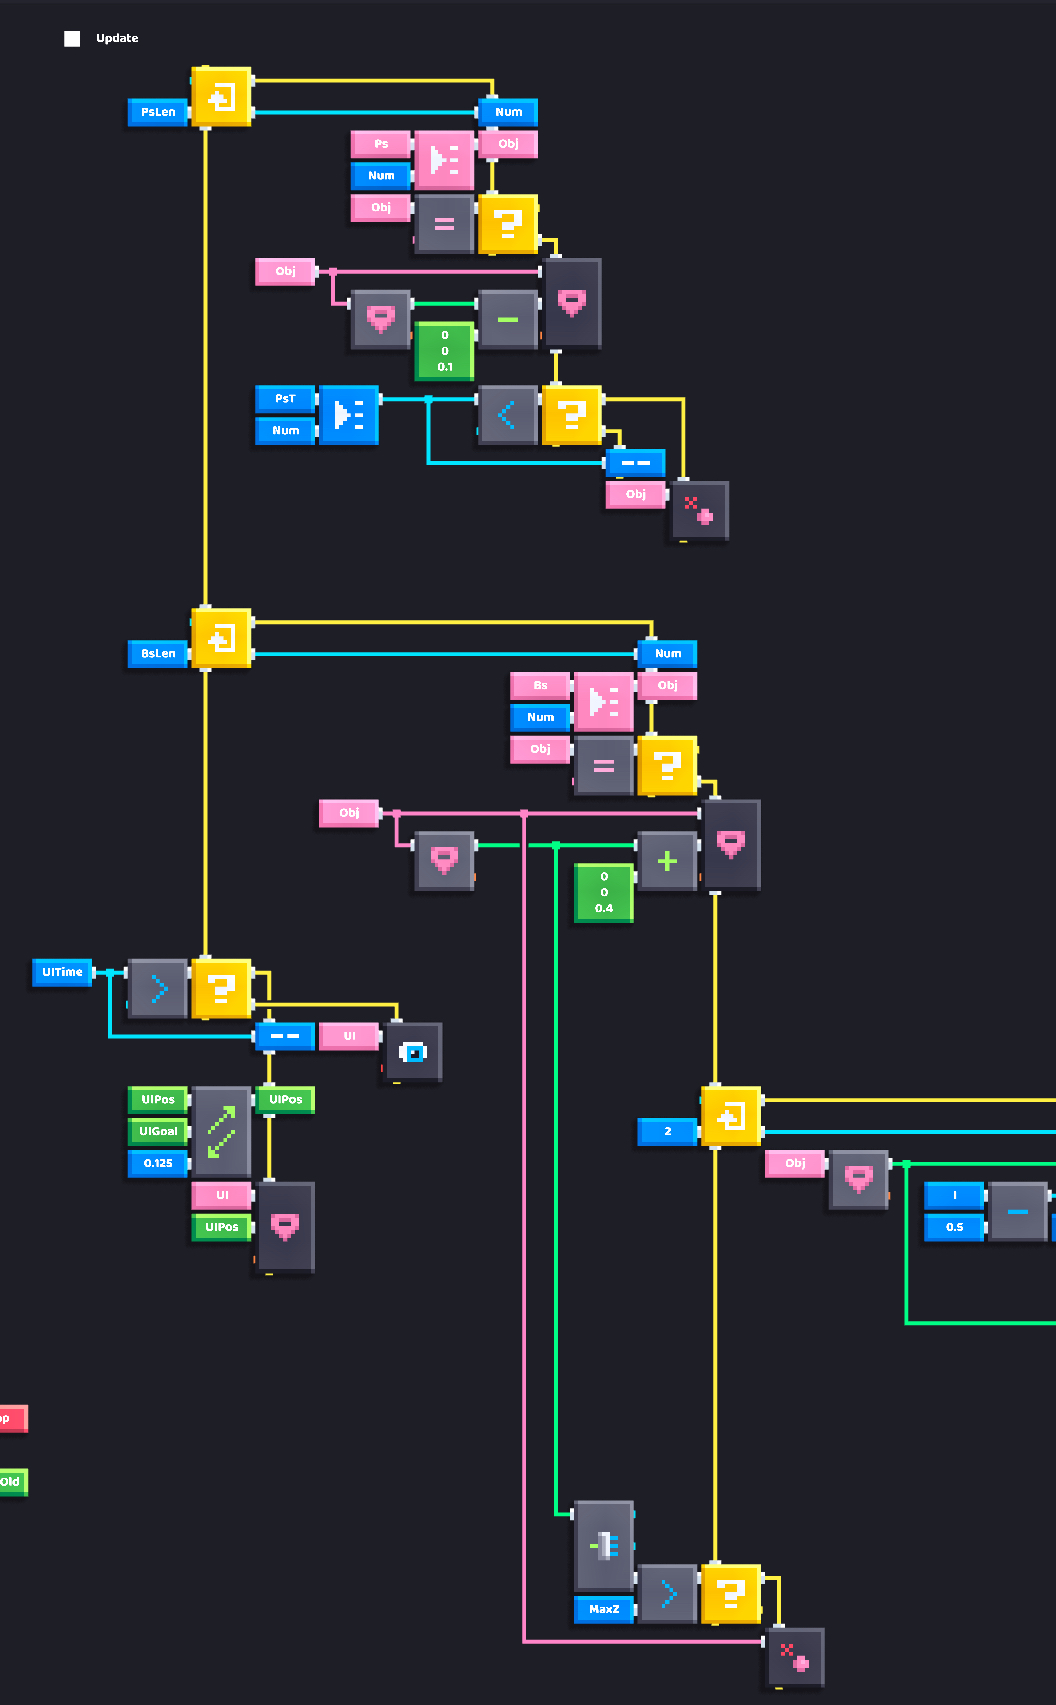 Update
PsLen
Num
Ps
Obj
Num
Obj
Obj
0
0
0.1
PsT
Num
Obj
BsLen
Num
Bs
Obj
Num
Obj
Obj
0
0
0.4
UITime
UI
UIPos
UIPos
UIGoal
2
0.125
Obj
UI
I
UIPos
0.5
op
Old
MaxZ